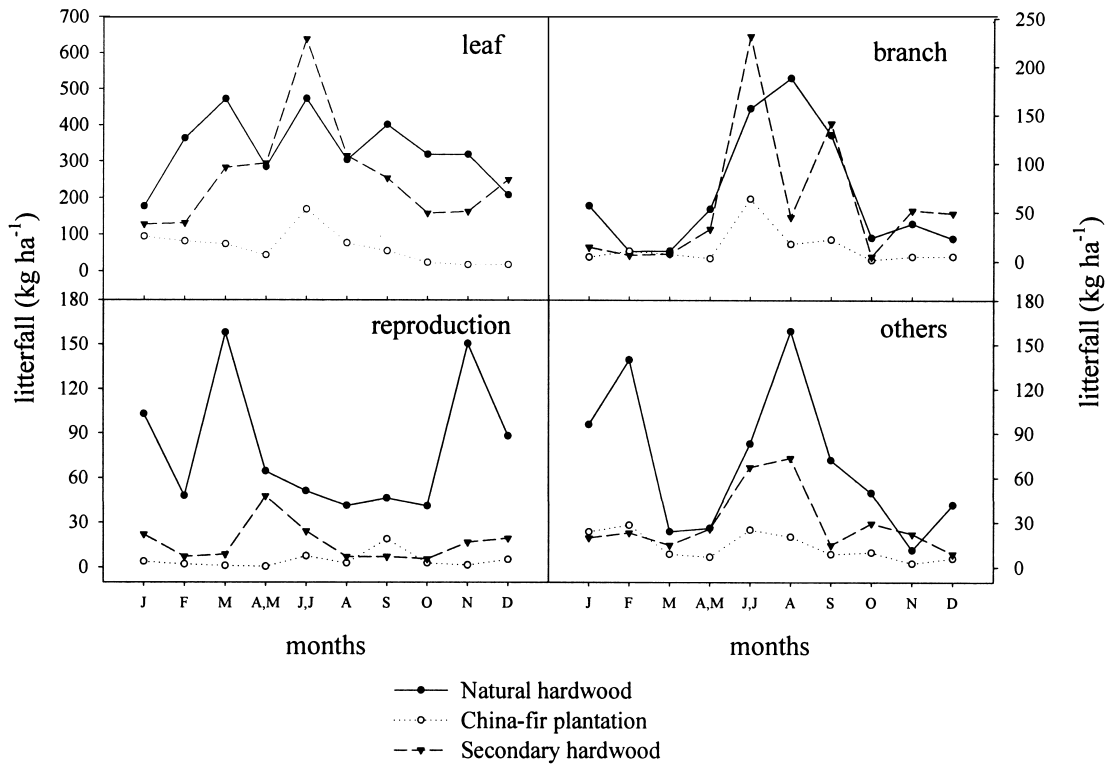 leaf
700
600
500
400
300
200
100
0
branch
250
200
150
100
50
0
litterfall (kg ha⁻¹)
litterfall (kg ha⁻¹)
reproduction
180
150
120
90
60
30
0
others
180
150
120
90
60
30
0
J F M A,M J,J A S O N D
J F M A,M J,J A S O N D
months
months
Natural hardwood
China-fir plantation
Secondary hardwood